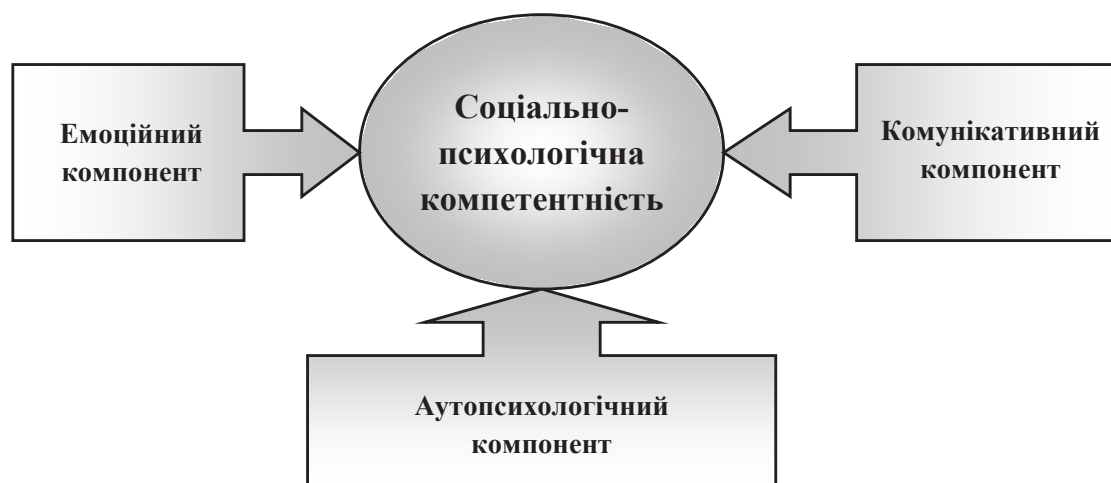 Емоційний
компонент
Соціально-
психологічна
компетентність
Комунікативний
компонент
Аутопсихологічний
компонент